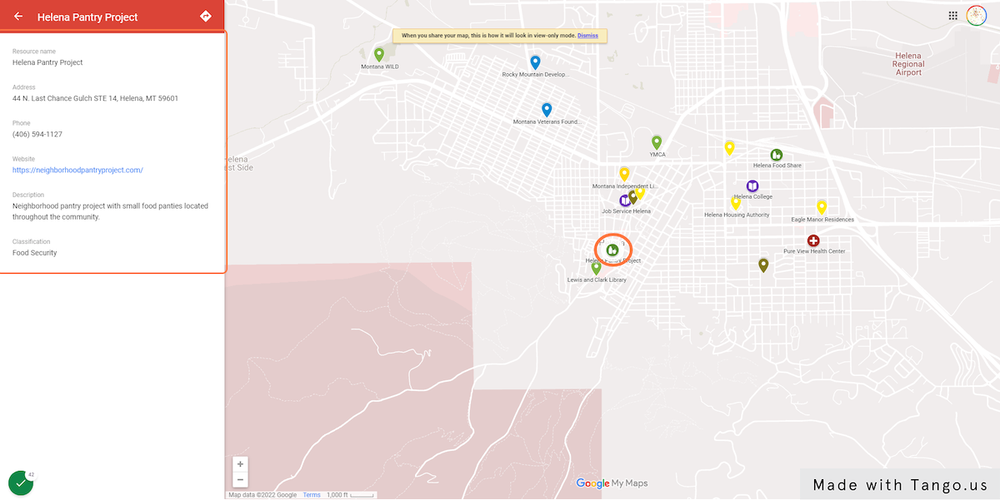 Helena Pantry Project
Resource name
Helena Pantry Project
Address
44 N. Last Chance Gulch STE 14, Helena, MT 59601
Phone
(406) 594-1127
Website
https://neighborhoodpantryproject.com/
Description
Neighborhood pantry project with small food panties located
throughout the community.
Classification
Food Security
42
When you share your map, this is how it will look in view-only mode. Dismiss
Montana WILD
Rocky Mountain Develop...
Montana Veterans Found...
Helena
Regional
Airport
YMCA
Helena Food Share
elena
st Side
Montana Independent Li...
Helena College
Job Service Helena
Helena Housing Authority
Eagle Manor Residences
Pure View Health Center
Helena Pantry Project
Lewis and Clark Library
+
−
Google My Maps
Map data ©2022 Google Terms 1,000 ft
Made with Tango.us